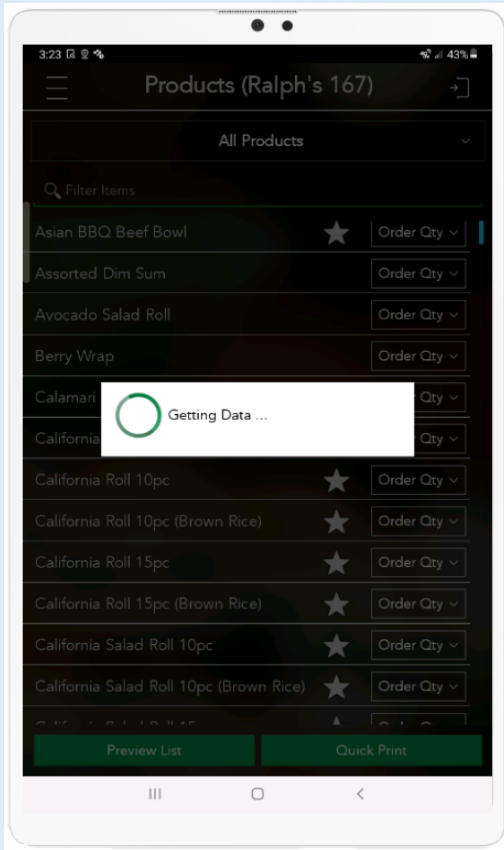 3:23 43%
Products (Ralph's 167)
All Products
Filter Items
Asian BBQ Beef Bowl Order Qty
Assorted Dim Sum Order Qty
Avocado Salad Roll Order Qty
Berry Wrap Order Qty
Calamari Qty
Getting Data ...
California Qty
California Roll 10pc Order Qty
California Roll 10pc (Brown Rice) Order Qty
California Roll 15pc Order Qty
California Roll 15pc (Brown Rice) Order Qty
California Salad Roll 10pc Order Qty
California Salad Roll 10pc (Brown Rice) Order Qty
Preview List Quick Print